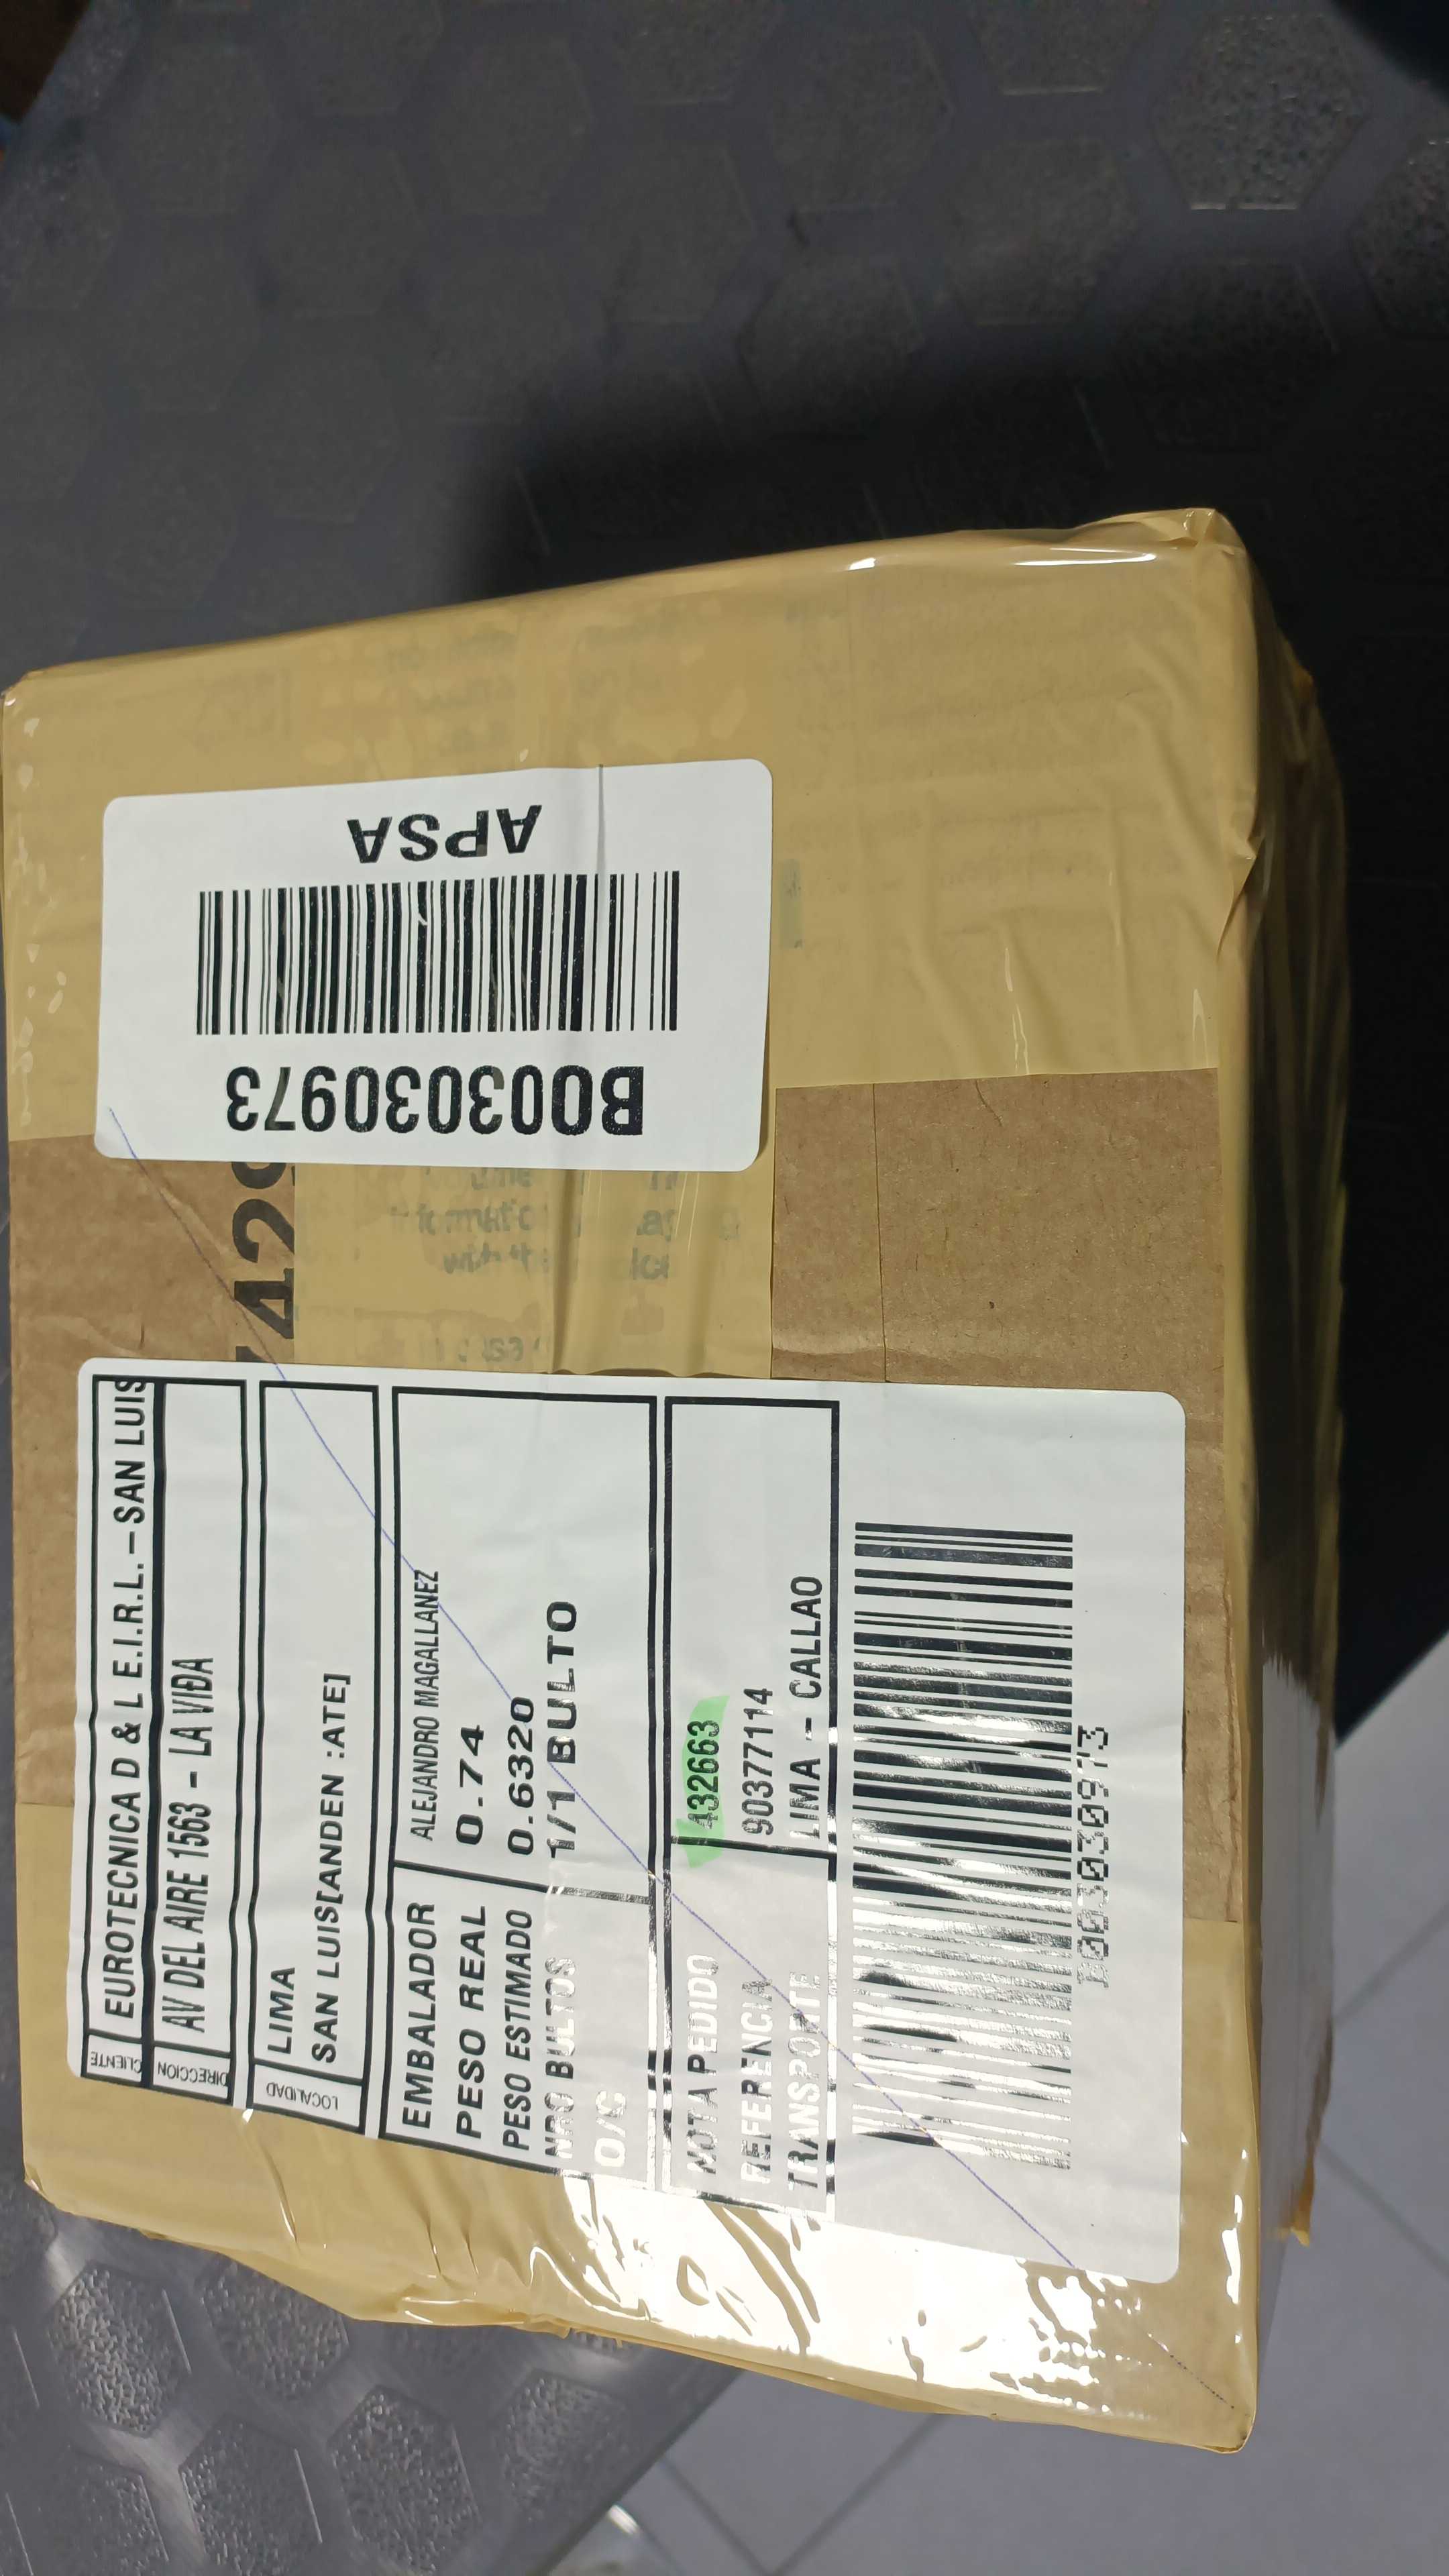 APSA
B00303097З
CLIENTE EUROTECNICA D & L E.I.R.L. - SAN LUIS
DIRECCION AV DEL AIRE 1563 - LA VIDA
LOCALIDAD LIMA
SAN LUIS[ANDEN :ATE]
EMBALADOR ALEJANDRO MAGALLANEZ
PESO REAL 0.74
PESO ESTIMADO 0.6320
NRO BULTOS 1/1 BULTO
O/C
NOTA PEDIDO 432663
REFERENCIA 90377114
TRANSPORTE LIMA - CALLAO
B003030973